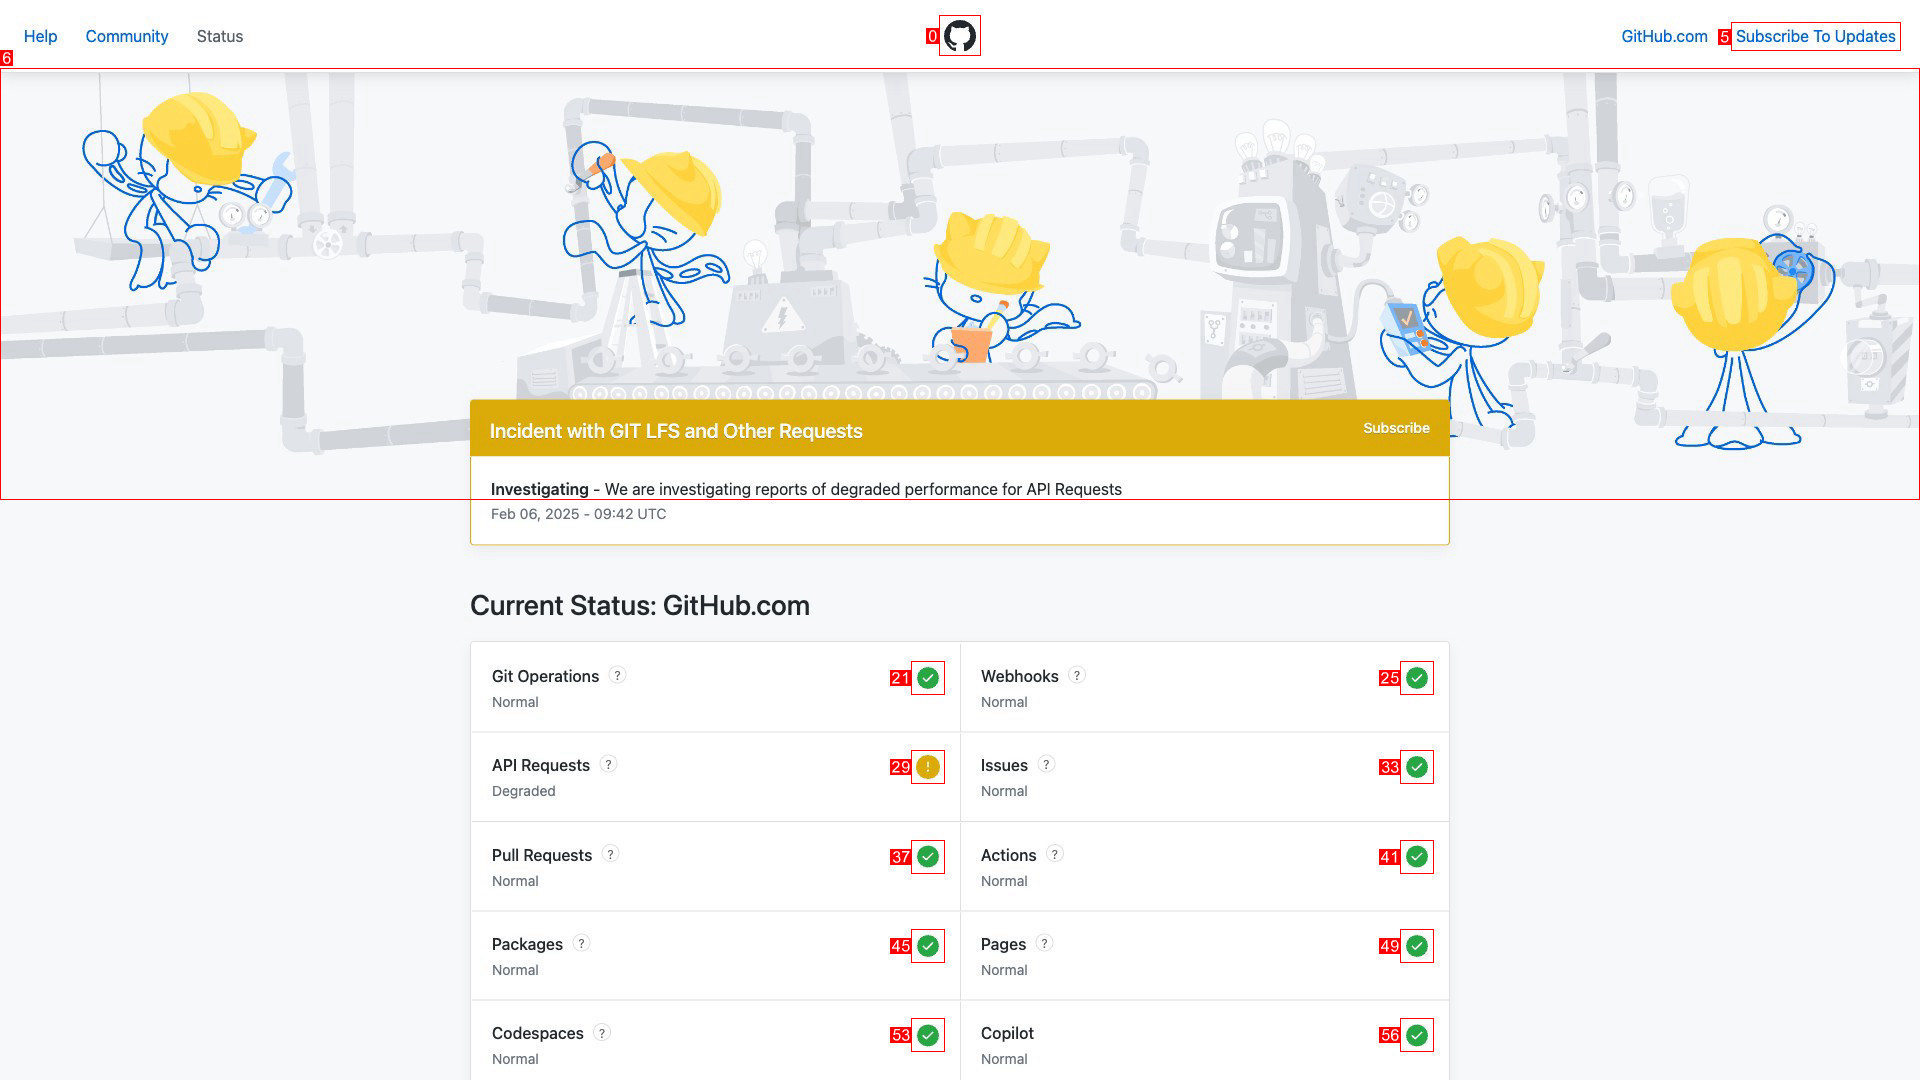 Help
Community
Status
0
GitHub.com
5
Subscribe To Updates
6
Incident with GIT LFS and Other Requests
Subscribe
Investigating - We are investigating reports of degraded performance for API Requests
Feb 06, 2025 - 09:42 UTC
Current Status: GitHub.com
Git Operations ?
21
Normal
Webhooks ?
25
Normal
API Requests ?
29
!
Degraded
Issues ?
33
Normal
Pull Requests ?
37
Normal
Actions ?
41
Normal
Packages ?
45
Normal
Pages ?
49
Normal
Codespaces ?
53
Normal
Copilot
56
Normal